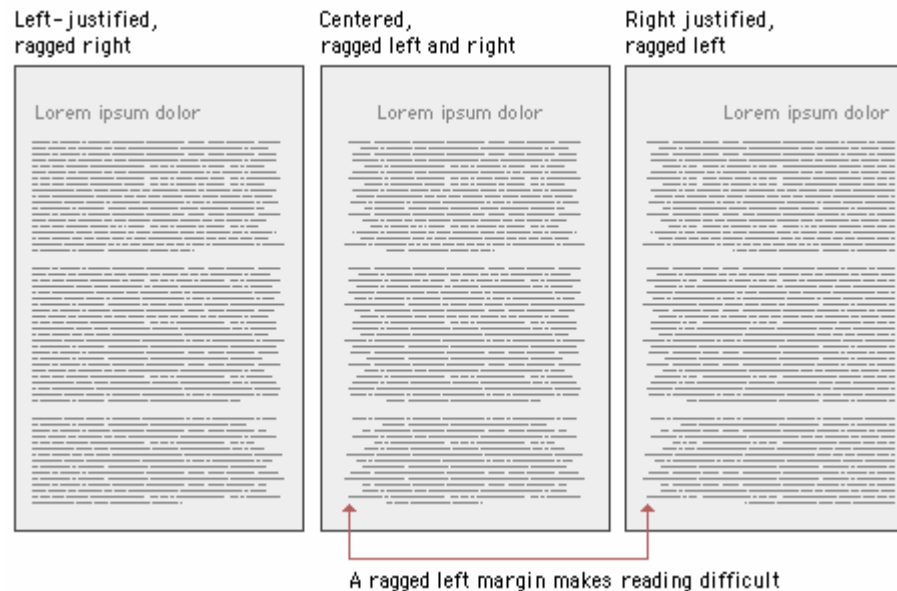 Left-justified,
ragged right
Centered,
ragged left and right
Right justified,
ragged left
Lorem ipsum dolor
Lorem ipsum dolor
Lorem ipsum dolor
A ragged left margin makes reading difficult